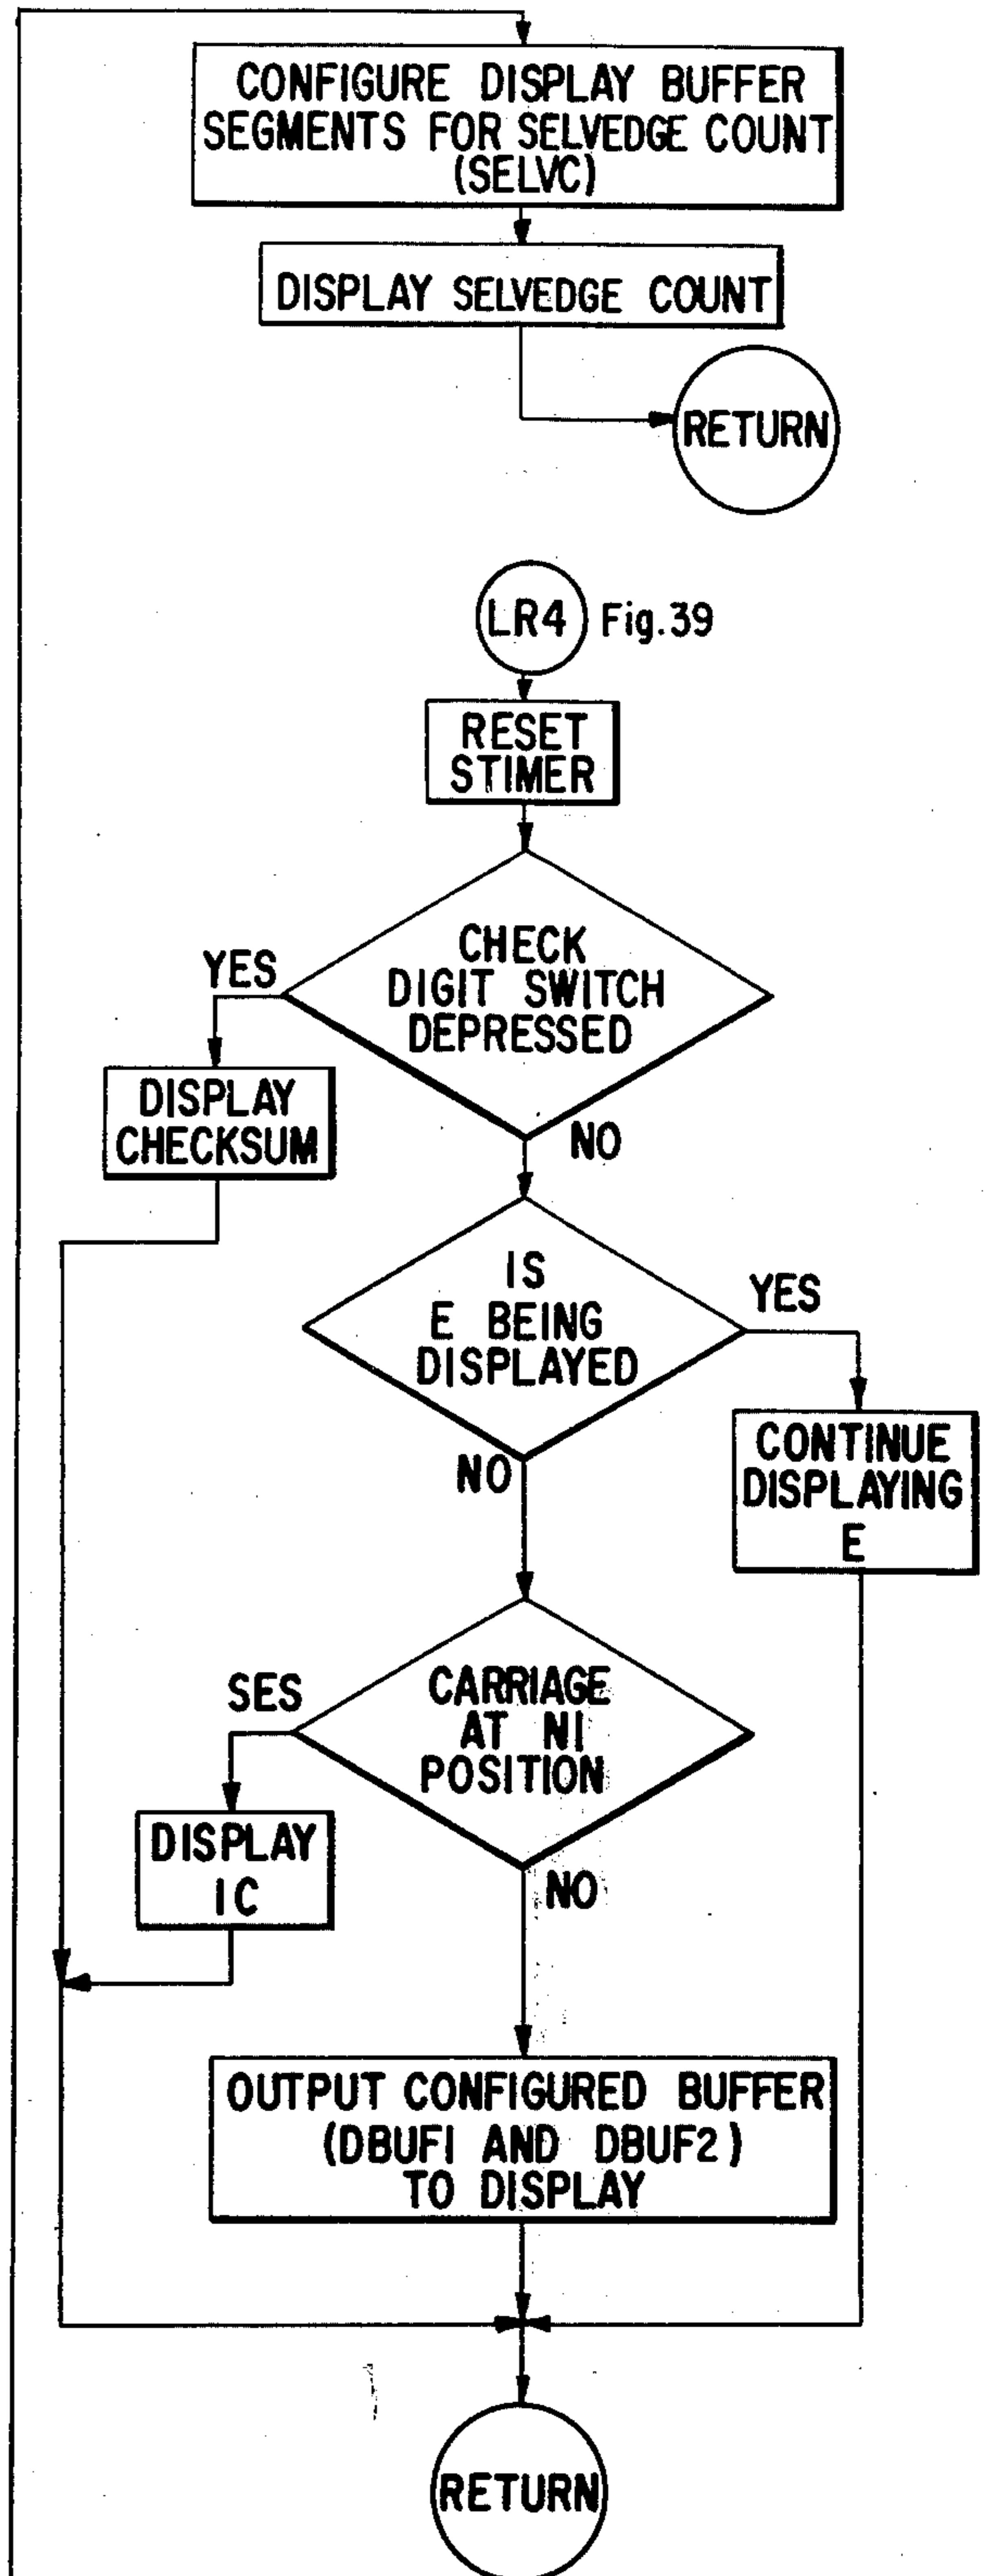 CONFIGURE DISPLAY BUFFER
SEGMENTS FOR SELVEDGE COUNT
(SELVC)
DISPLAY SELVEDGE COUNT
RETURN
LR4 Fig.39
RESET
STIMER
CHECK
DIGIT SWITCH
DEPRESSED
YES
DISPLAY
CHECKSUM
NO
IS
E BEING
DISPLAYED
YES
NO
CONTINUE
DISPLAYING
E
CARRIAGE
AT NI
POSITION
SES
DISPLAY
IC
NO
OUTPUT CONFIGURED BUFFER
(DBUF1 AND DBUF2)
TO DISPLAY
RETURN